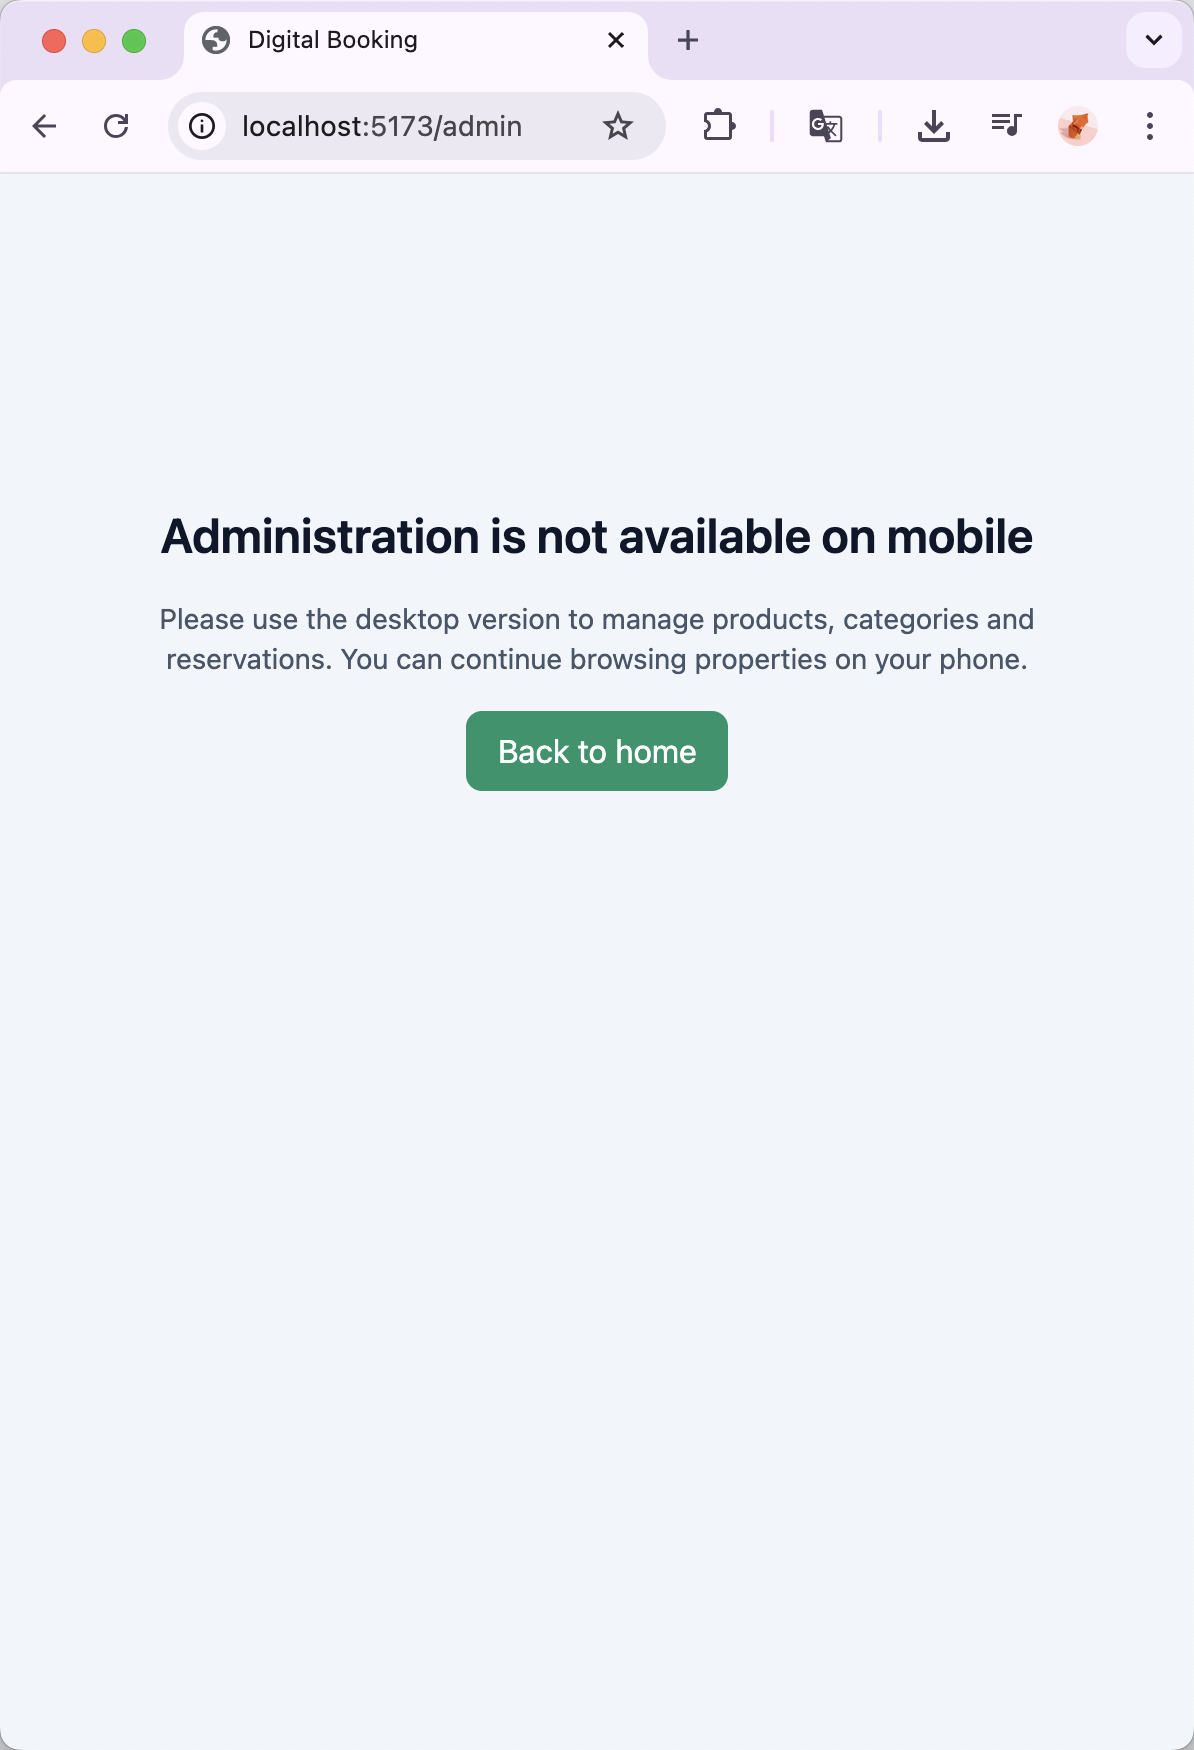 Digital Booking
localhost:5173/admin
Administration is not available on mobile
Please use the desktop version to manage products, categories and
reservations. You can continue browsing properties on your phone.
Back to home